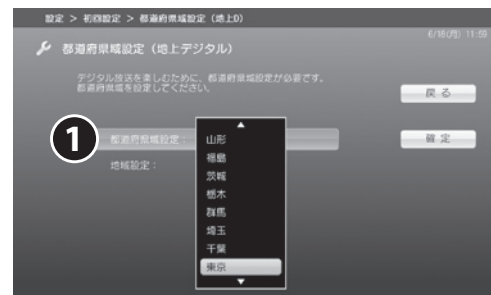 設定 > 初回設定 > 都道府県域設定（地上D）
6/18(月) 11:59
都道府県域設定（地上デジタル）
デジタル放送を楽しむために、都道府県域設定が必要です。
都道府県域を設定してください。
戻る
1
都道府県域設定：
確定
地域設定：
山形
福島
茨城
栃木
群馬
埼玉
千葉
東京